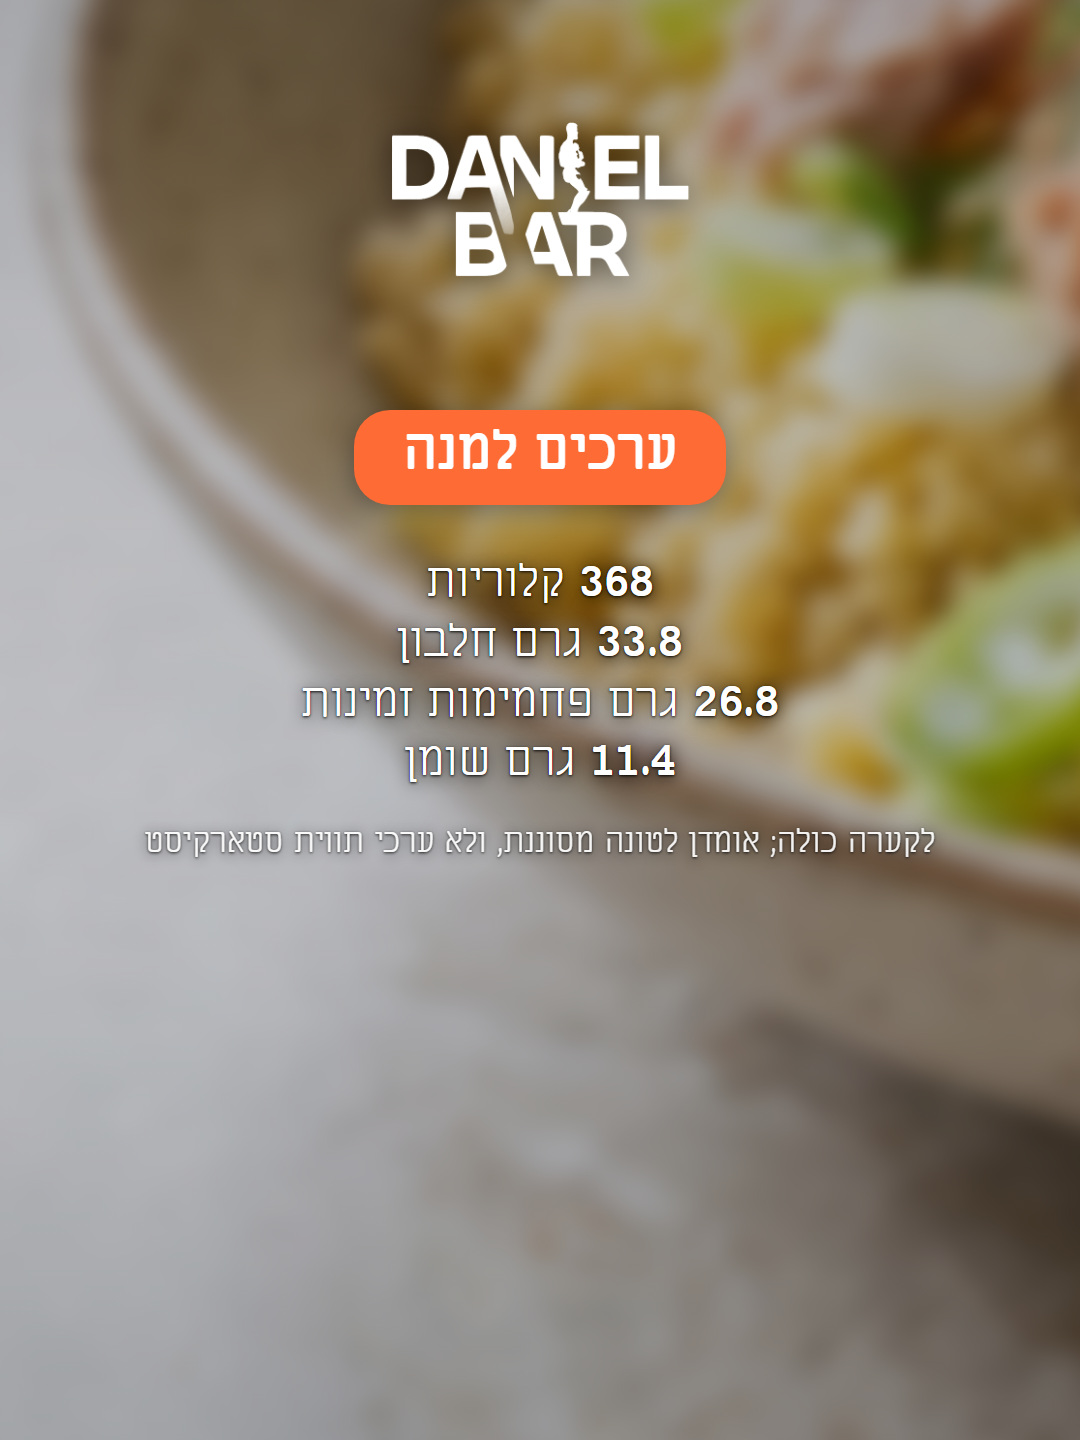 DANIEL
BAR
ערכים למנה
368 קלוריות
33.8 גרם חלבון
26.8 גרם פחמימות זמינות
11.4 גרם שומן
לקערה כולה; אומדן לטונה מסוננת, ולא ערכי תווית סטארקיסט